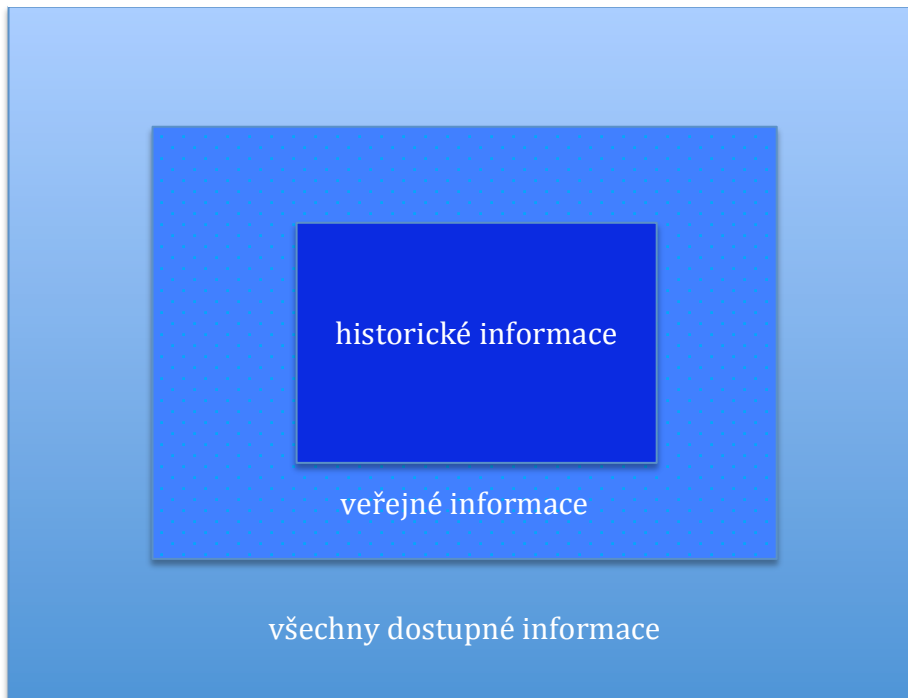 historické informace
veřejné informace
všechny dostupné informace